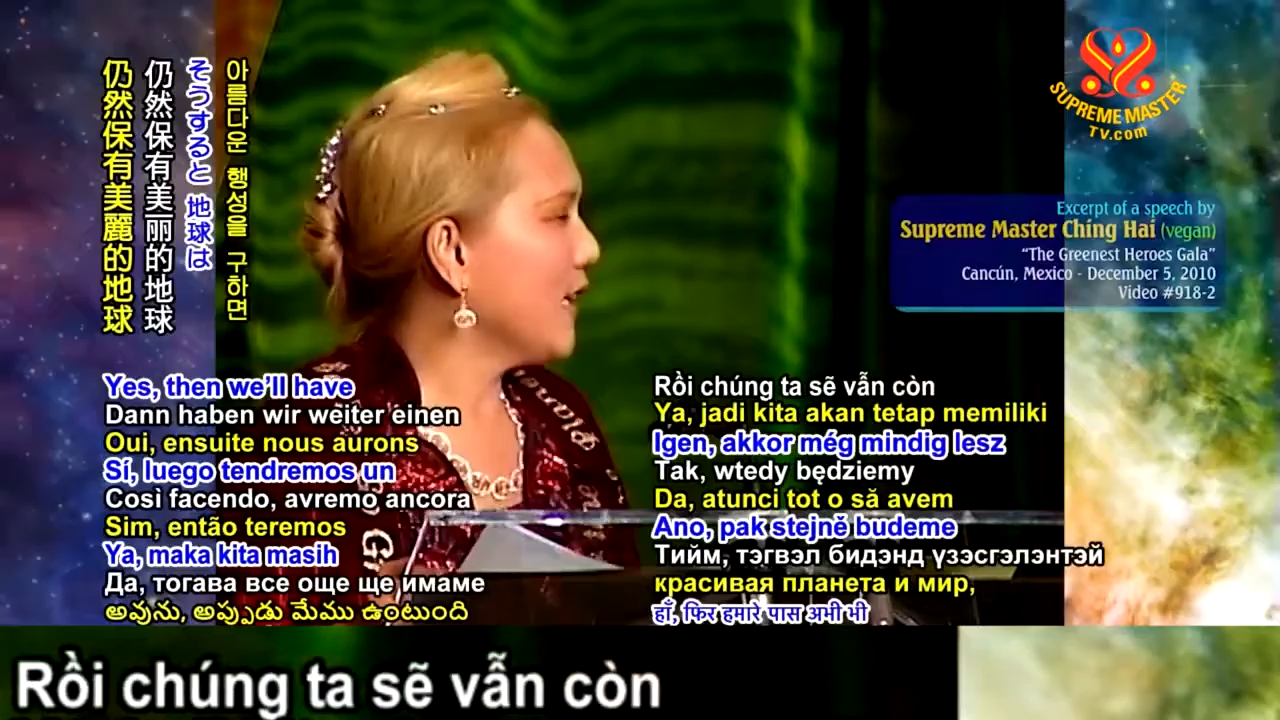 仍然保有美麗的地球
仍然保有美丽的地球
そうすると 地球は
아름다운 행성을 구하면
SUPREME MASTER
TV.com
Excerpt of a speech by
Supreme Master Ching Hai (vegan)
“The Greenest Heroes Gala”
Cancún, Mexico - December 5, 2010
Video #918-2
Yes, then we’ll have
Dann haben wir weiter einen
Oui, ensuite nous aurons
Sí, luego tendremos un
Così facendo, avremo ancora
Sim, então teremos
Ya, maka kita masih
Да, тогава все още ще имаме
అవును, అప్పుడు మేము ఉంటుంది
Rồi chúng ta sẽ vẫn còn
Ya, jadi kita akan tetap memiliki
Igen, akkor még mindig lesz
Tak, wtedy będziemy
Da, atunci tot o să avem
Ano, pak stejně budeme
Тийм, тэгвэл бидэнд үзэсгэлэнтэй
красивая планета и мир,
हाँ, फिर हमारे पास अभी भी
Rồi chúng ta sẽ vẫn còn